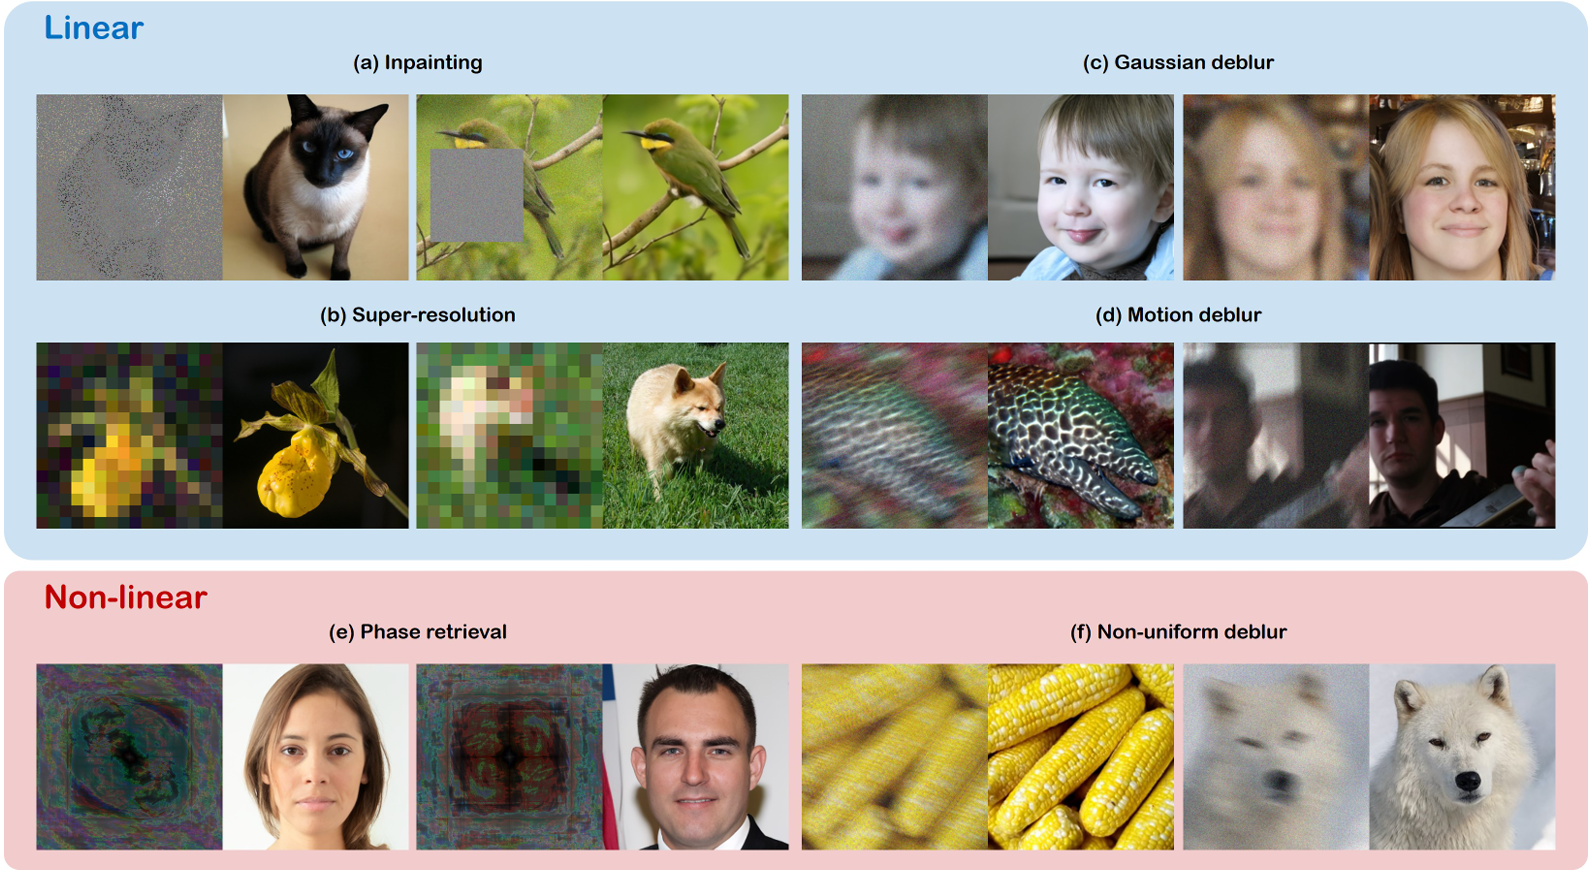 Linear
(a) Inpainting
(c) Gaussian deblur
(b) Super-resolution
(d) Motion deblur
Non-linear
(e) Phase retrieval
(f) Non-uniform deblur